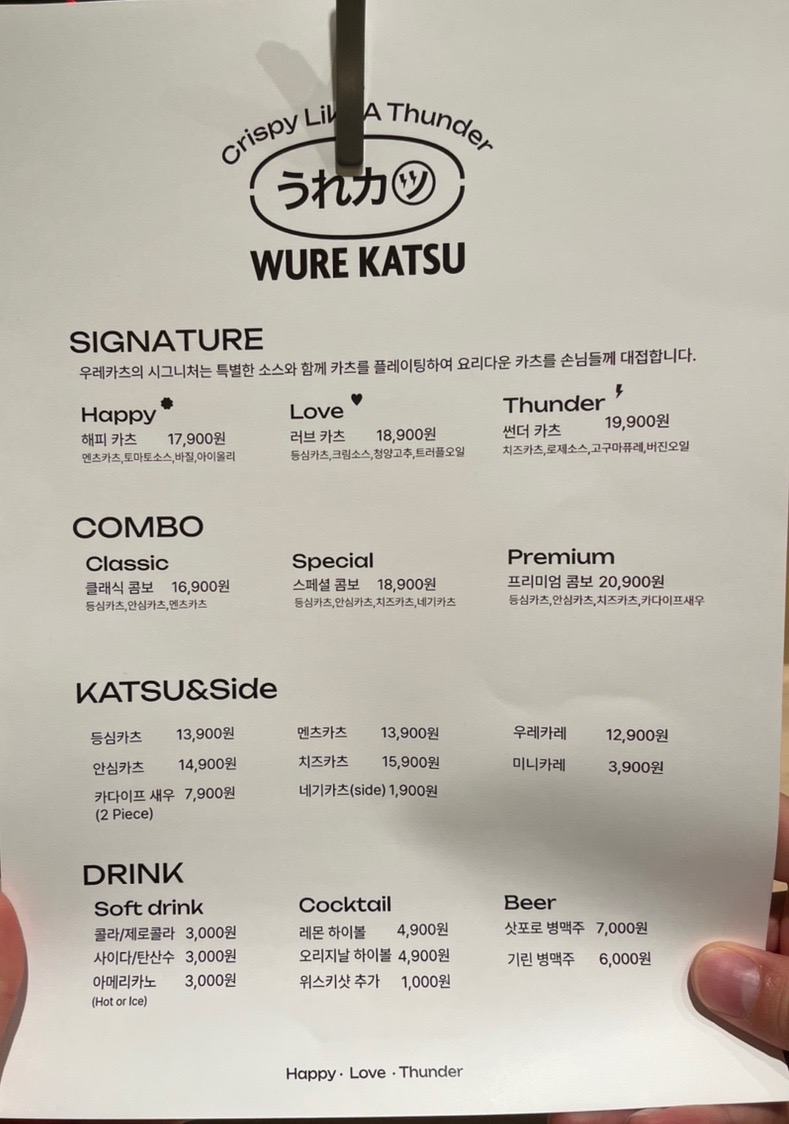 Crispy Like A Thunder
うれカツ
WURE KATSU
SIGNATURE
우레카츠의 시그니처는 특별한 소스와 함께 카츠를 플레이팅하여 요리다운 카츠를 손님들께 대접합니다.
Happy
해피 카츠 17,900원
멘츠카츠,토마토소스,바질,아이올리
Love
러브 카츠 18,900원
등심카츠,크림소스,청양고추,트러플오일
Thunder
썬더 카츠 19,900원
치즈카츠,로제소스,고구마퓨레,버진오일
COMBO
Classic
클래식 콤보 16,900원
등심카츠,안심카츠,멘츠카츠
Special
스페셜 콤보 18,900원
등심카츠,안심카츠,치즈카츠,네기카츠
Premium
프리미엄 콤보 20,900원
등심카츠,안심카츠,치즈카츠,카다이프새우
KATSU&Side
등심카츠 13,900원
안심카츠 14,900원
카다이프 새우 7,900원
(2 Piece)
멘츠카츠 13,900원
치즈카츠 15,900원
네기카츠(side) 1,900원
우레카레 12,900원
미니카레 3,900원
DRINK
Soft drink
콜라/제로콜라 3,000원
사이다/탄산수 3,000원
아메리카노 3,000원
(Hot or Ice)
Cocktail
레몬 하이볼 4,900원
오리지날 하이볼 4,900원
위스키샷 추가 1,000원
Beer
삿포로 병맥주 7,000원
기린 병맥주 6,000원
Happy · Love · Thunder